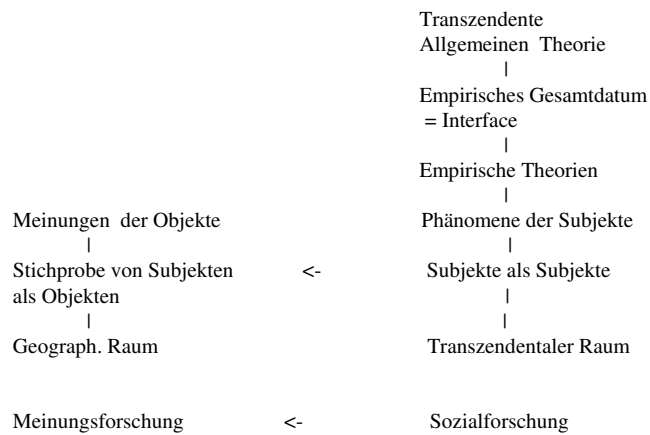 Transzendente
Allgemeinen Theorie
|
Empirisches Gesamtdatum
= Interface
|
Empirische Theorien
|
Meinungen der Objekte Phänomene der Subjekte
| |
Stichprobe von Subjekten <- Subjekte als Subjekte
als Objekten |
| |
Geograph. Raum Transzendentaler Raum
Meinungsforschung <- Sozialforschung